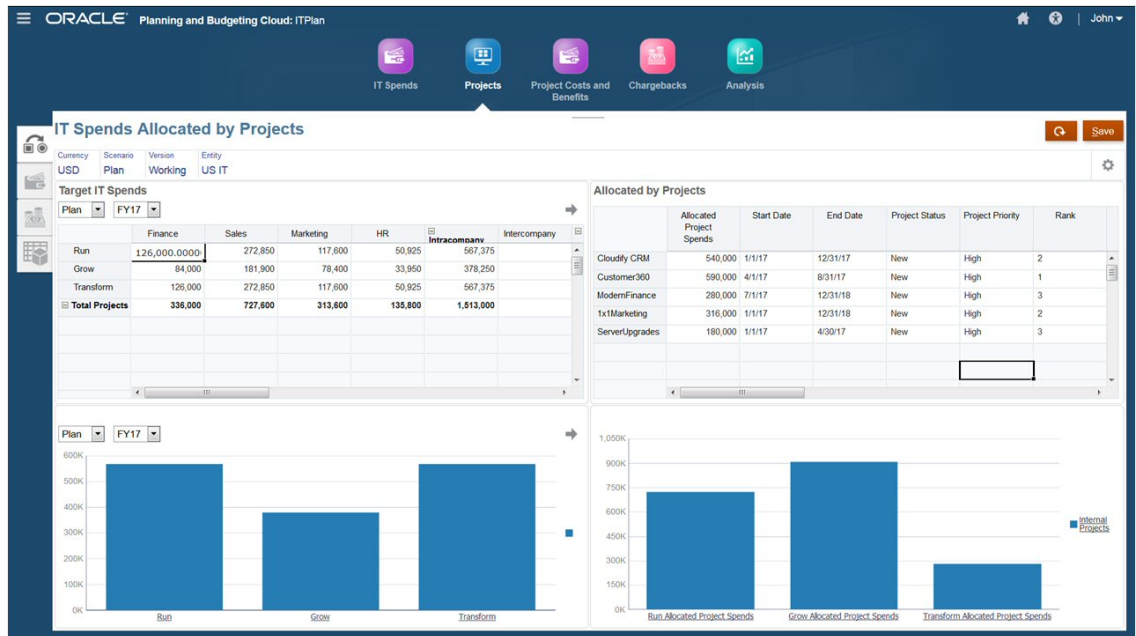 ORACLE Planning and Budgeting Cloud: ITPlan
John
IT Spends
Projects
Project Costs and
Benefits
Chargebacks
Analysis
IT Spends Allocated by Projects
Save
Currency Scenario Version Entity
USD Plan Working US IT
Target IT Spends
Plan FY17
Finance Sales Marketing HR Intracompany Intercompany
Run 126,000.0000 272,850 117,600 50,925 567,375
Grow 84,000 181,900 78,400 33,950 378,250
Transform 126,000 272,850 117,600 50,925 567,375
Total Projects 336,000 727,600 313,600 135,800 1,513,000
Allocated by Projects
Allocated
Project
Spends
Start Date End Date Project Status Project Priority Rank
Cloudify CRM 540,000 1/1/17 12/31/17 New High 2
Customer360 590,000 4/1/17 8/31/17 New High 1
ModernFinance 280,000 7/1/17 12/31/18 New High 3
1x1Marketing 316,000 1/1/17 12/31/18 New High 2
ServerUpgrades 180,000 1/1/17 4/30/17 New High 3
Plan FY17
600K
500K
400K
300K
200K
100K
0K
Run Grow Transform
1,050K
900K
750K
600K
450K
300K
150K
0K
Run Allocated Project Spends Grow Allocated Project Spends Transform Allocated Project Spends
Internal
Projects